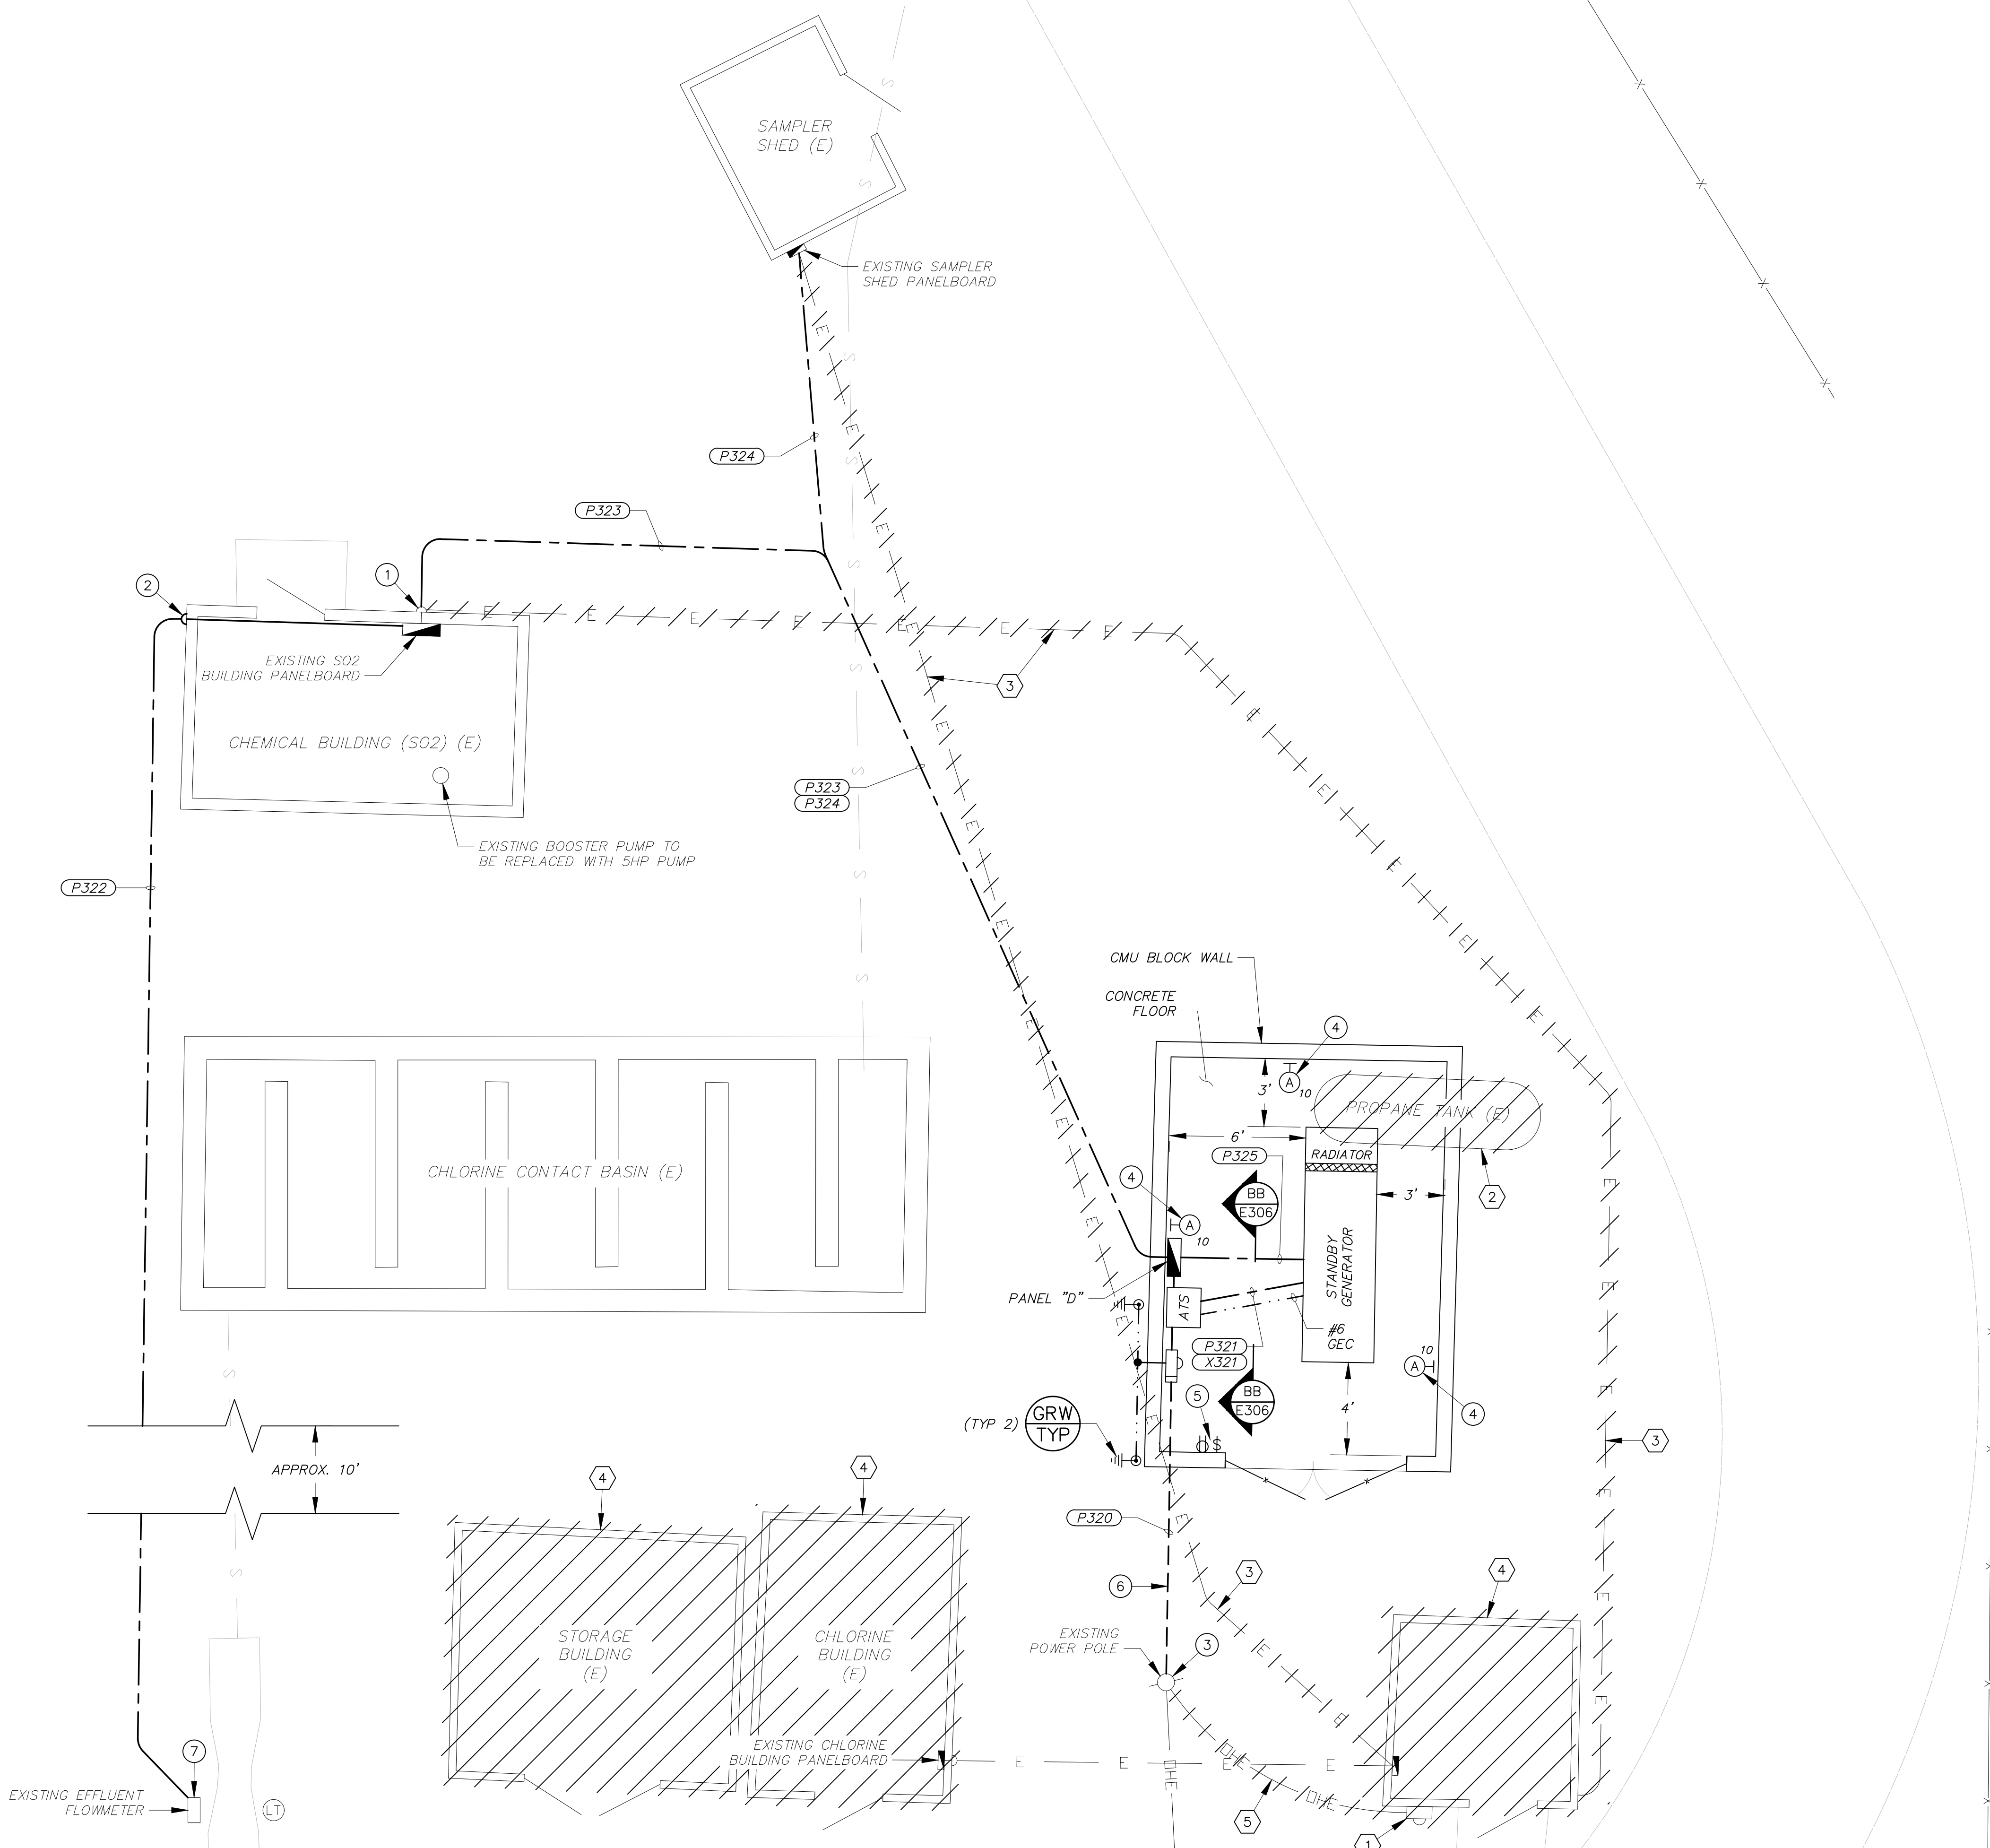 SAMPLER
SHED (E)
EXISTING SAMPLER
SHED PANELBOARD
P324
P323
1
2
EXISTING SO2
BUILDING PANELBOARD
3
CHEMICAL BUILDING (SO2) (E)
P323
P324
EXISTING BOOSTER PUMP TO
BE REPLACED WITH 5HP PUMP
P322
CMU BLOCK WALL
CONCRETE
FLOOR
4
A
10
3'
PROPANE TANK (E)
6'
P325
RADIATOR
CHLORINE CONTACT BASIN (E)
4
BB
E306
3'
2
A
10
STANDBY
GENERATOR
PANEL "D"
ATS
#6
GEC
P321
X321
10
A
5
BB
E306
4
4'
(TYP 2)
GRW
TYP
$
3
APPROX. 10'
4
4
P320
3
4
6
STORAGE
BUILDING
(E)
CHLORINE
BUILDING
(E)
EXISTING
POWER POLE
3
EXISTING CHLORINE
BUILDING PANELBOARD
E E E E
OHE
OHE
OHE
7
EXISTING EFFLUENT
FLOWMETER
LT
5
1